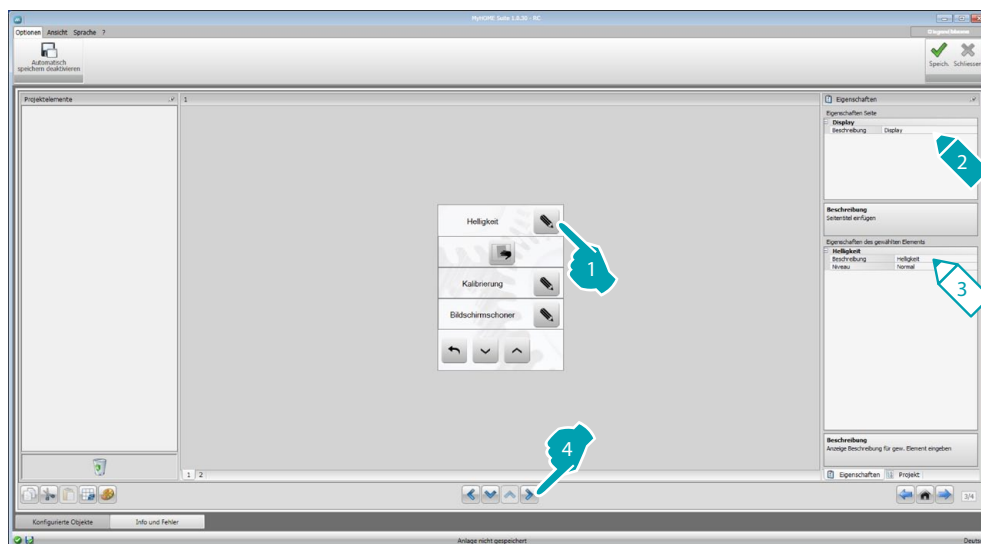 MyHOME Suite 1.0.30 - RC
Optionen Ansicht Sprache ?
Automatisch
speichern deaktivieren
Speich. Schliessen
Projektelemente
1
Eigenschaften
Eigenschaften Seite
Display
Beschreibung Display
2
Beschreibung
Seitentitel einfügen
Helligkeit
1
Eigenschaften des gewählten Elements
Helligkeit
Beschreibung Helligkeit
Niveau Normal
3
Kalibrierung
Bildschirmschoner
4
Beschreibung
Anzeige Beschreibung für gew. Element eingeben
1 2
Eigenschaften Projekt
3/4
Konfigurierte Objekte Info und Fehler
Anlage nicht gespeichert